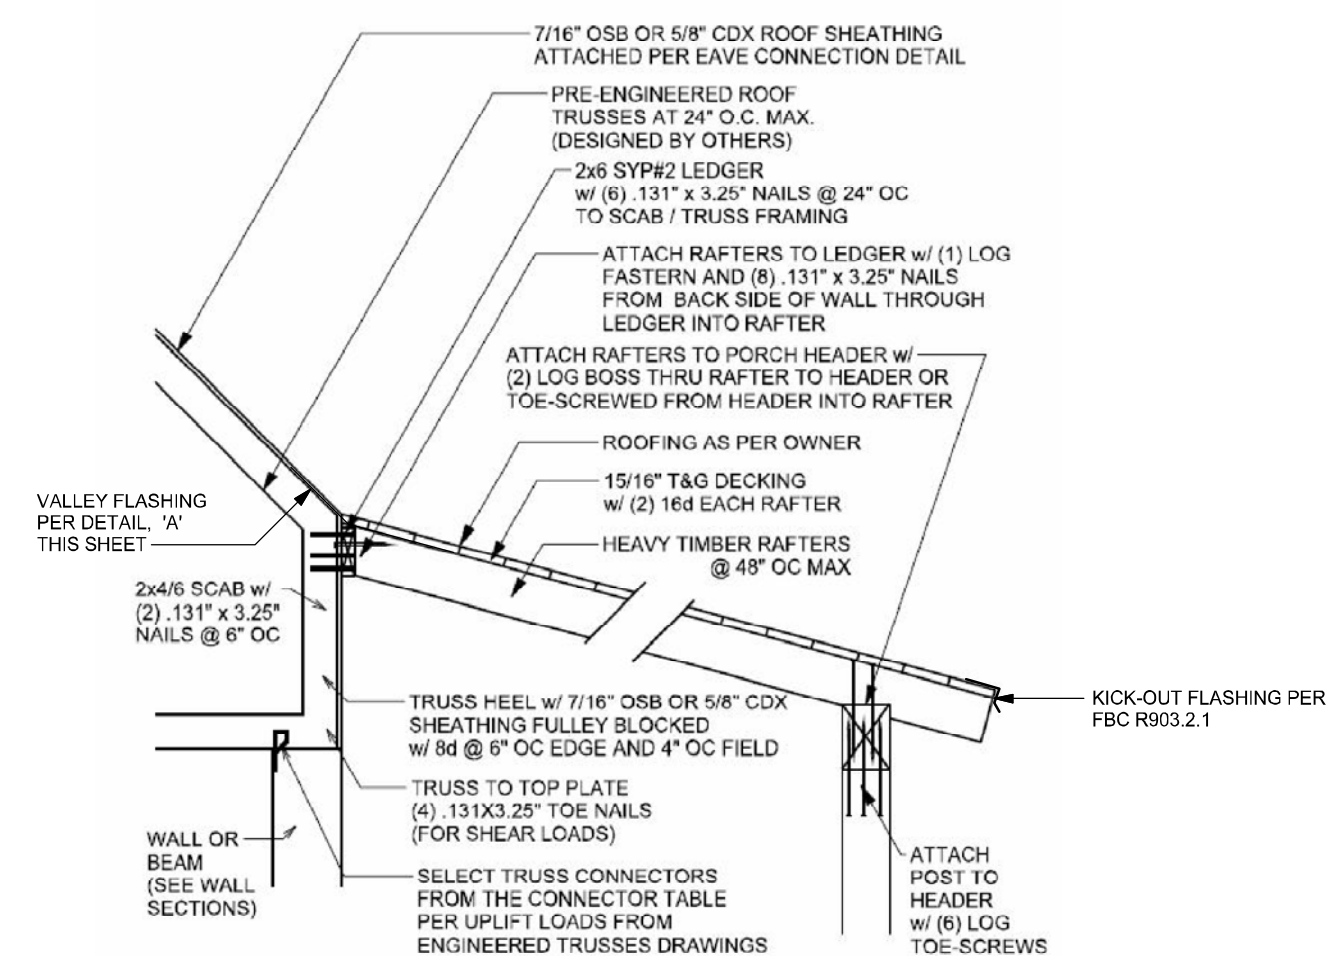 7/16" OSB OR 5/8" CDX ROOF SHEATHING
ATTACHED PER EAVE CONNECTION DETAIL
PRE-ENGINEERED ROOF
TRUSSES AT 24" O.C. MAX.
(DESIGNED BY OTHERS)
2x6 SYP#2 LEDGER
w/ (6) .131" x 3.25" NAILS @ 24" OC
TO SCAB / TRUSS FRAMING
ATTACH RAFTERS TO LEDGER w/ (1) LOG
FASTERN AND (8) .131" x 3.25" NAILS
FROM BACK SIDE OF WALL THROUGH
LEDGER INTO RAFTER
ATTACH RAFTERS TO PORCH HEADER w/
(2) LOG BOSS THRU RAFTER TO HEADER OR
TOE-SCREWED FROM HEADER INTO RAFTER
ROOFING AS PER OWNER
15/16" T&G DECKING
w/ (2) 16d EACH RAFTER
HEAVY TIMBER RAFTERS
@ 48" OC MAX
VALLEY FLASHING
PER DETAIL, 'A'
THIS SHEET
2x4/6 SCAB w/
(2) .131" x 3.25"
NAILS @ 6" OC
TRUSS HEEL w/ 7/16" OSB OR 5/8" CDX
SHEATHING FULLEY BLOCKED
w/ 8d @ 6" OC EDGE AND 4" OC FIELD
KICK-OUT FLASHING PER
FBC R903.2.1
TRUSS TO TOP PLATE
(4) .131X3.25" TOE NAILS
(FOR SHEAR LOADS)
WALL OR
BEAM
(SEE WALL
SECTIONS)
SELECT TRUSS CONNECTORS
FROM THE CONNECTOR TABLE
PER UPLIFT LOADS FROM
ENGINEERED TRUSSES DRAWINGS
ATTACH
POST TO
HEADER
w/ (6) LOG
TOE-SCREWS